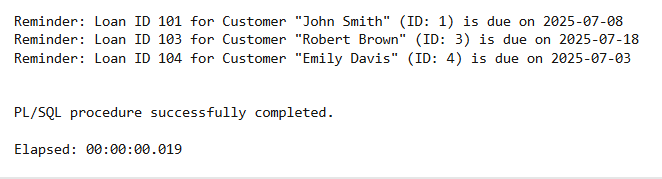 Reminder: Loan ID 101 for Customer "John Smith" (ID: 1) is due on 2025-07-08
Reminder: Loan ID 103 for Customer "Robert Brown" (ID: 3) is due on 2025-07-18
Reminder: Loan ID 104 for Customer "Emily Davis" (ID: 4) is due on 2025-07-03
PL/SQL procedure successfully completed.
Elapsed: 00:00:00.019